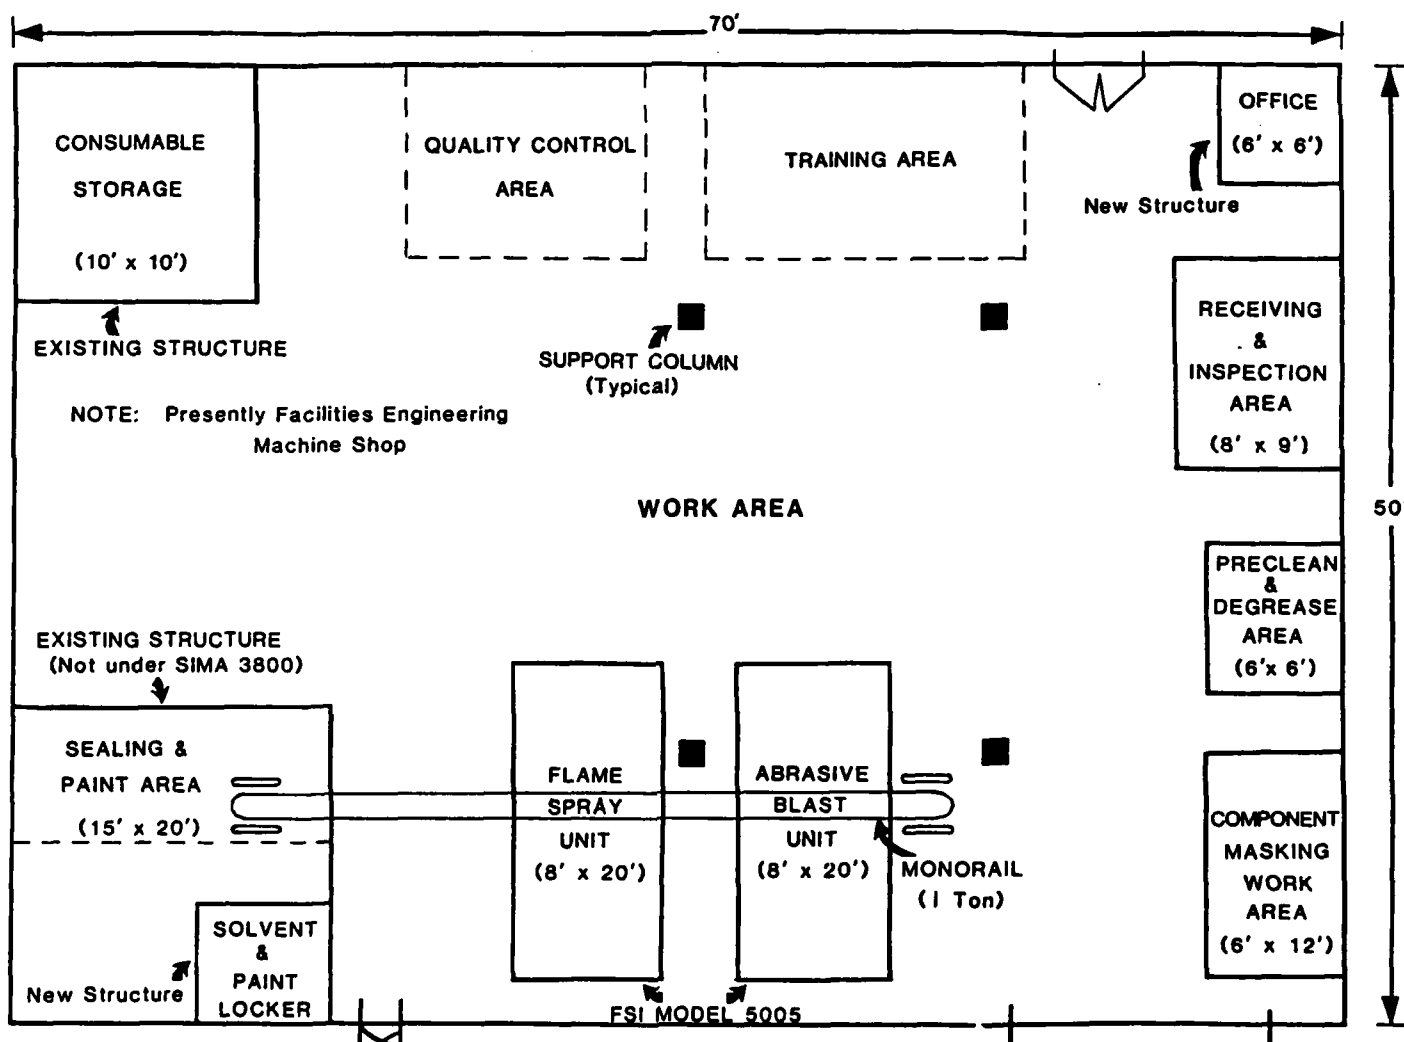 70'
CONSUMABLE
STORAGE
(10' x 10')
EXISTING STRUCTURE
QUALITY CONTROL
AREA
TRAINING AREA
OFFICE
(6' x 6')
New Structure
SUPPORT COLUMN
(Typical)
RECEIVING
&
INSPECTION
AREA
(8' x 9')
NOTE: Presently Facilities Engineering
Machine Shop
WORK AREA
50'
PRECLEAN
&
DEGREASE
AREA
(6'x 6')
EXISTING STRUCTURE
(Not under SIMA 3800)
SEALING &
PAINT AREA
(15' x 20')
FLAME
SPRAY
UNIT
(8' x 20')
ABRASIVE
BLAST
UNIT
(8' x 20')
MONORAIL
(1 Ton)
COMPONENT
MASKING
WORK
AREA
(6' x 12')
SOLVENT
&
PAINT
LOCKER
New Structure
FSI MODEL 5005